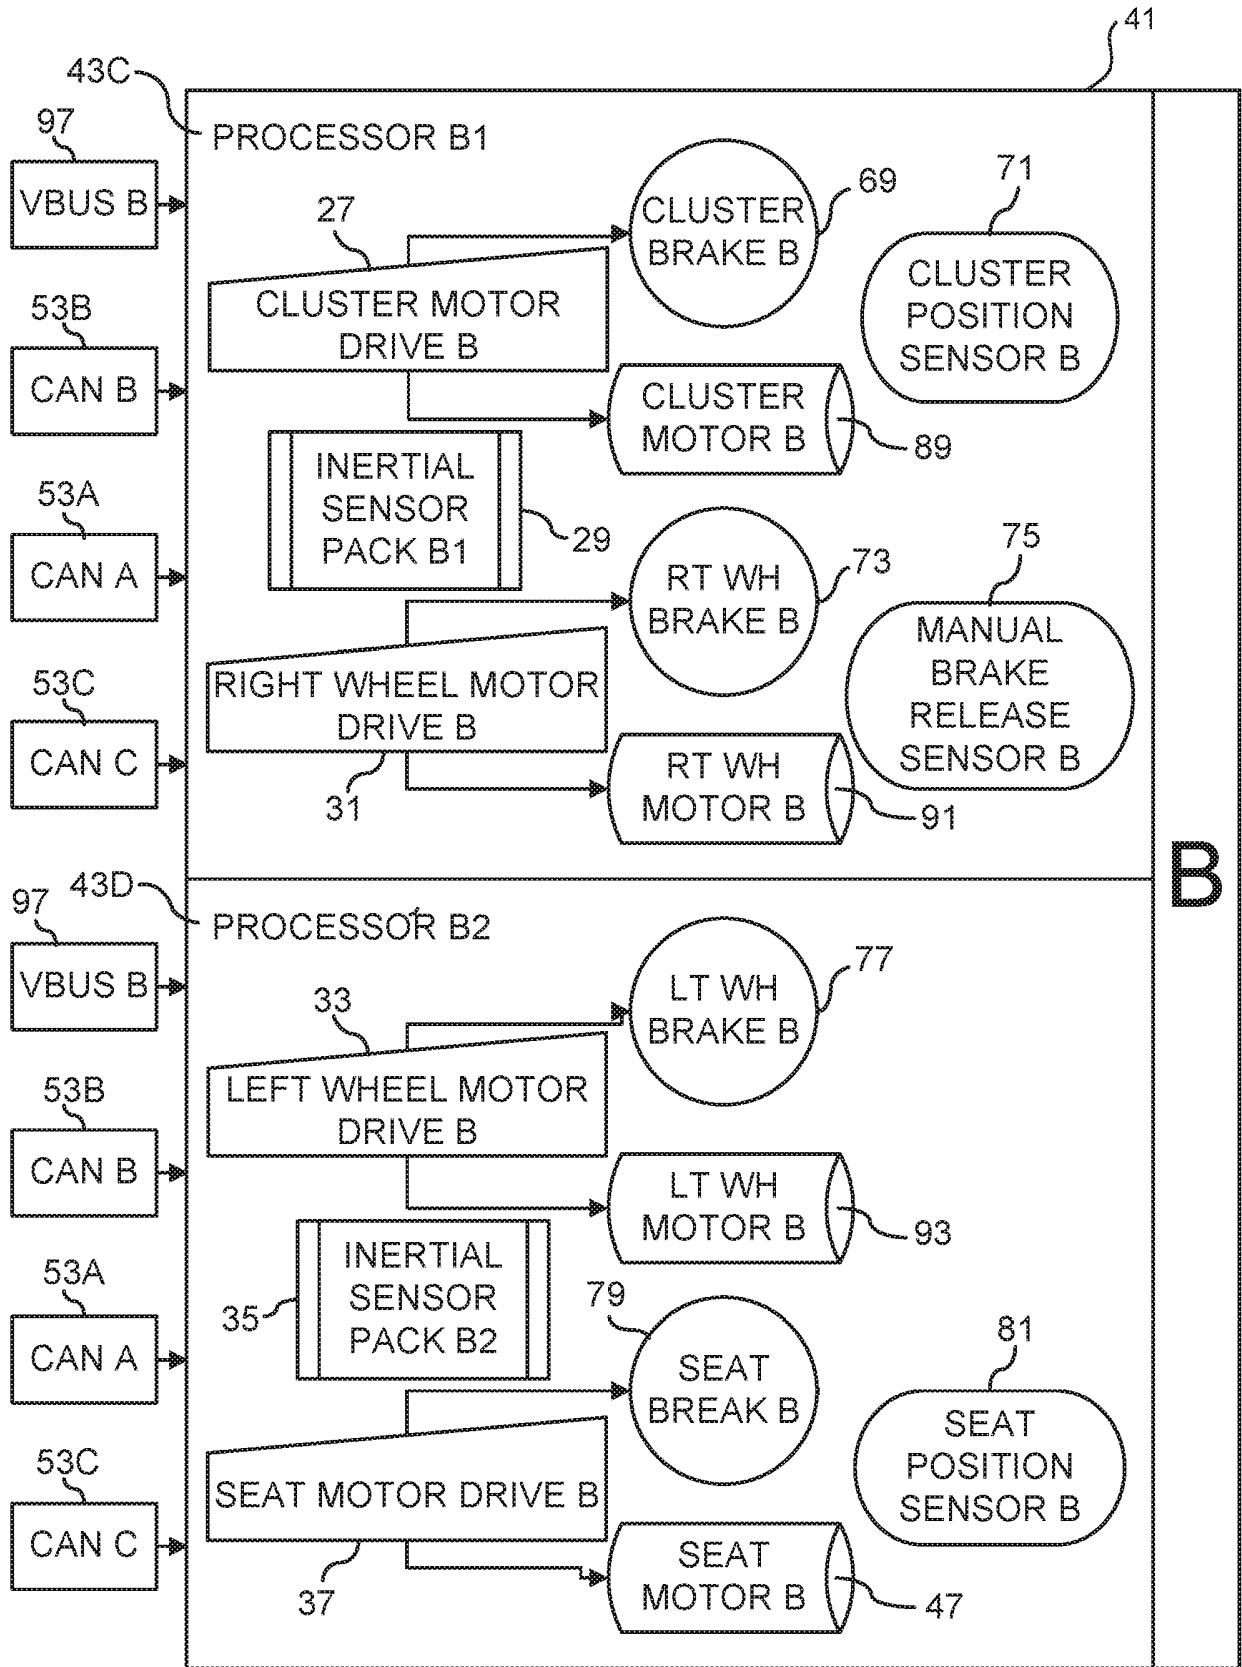 41
43C
97
VBUS B
PROCESSOR B1
27
CLUSTER
BRAKE B
69
71
CLUSTER
POSITION
SENSOR B
CLUSTER MOTOR
DRIVE B
53B
CAN B
CLUSTER
MOTOR B
89
INERTIAL
SENSOR
PACK B1
29
53A
CAN A
RT WH
BRAKE B
73
75
MANUAL
BRAKE
RELEASE
SENSOR B
RIGHT WHEEL MOTOR
DRIVE B
31
53C
CAN C
RT WH
MOTOR B
91
B
43D
97
VBUS B
PROCESSOR B2
33
LT WH
BRAKE B
77
LEFT WHEEL MOTOR
DRIVE B
53B
CAN B
LT WH
MOTOR B
93
INERTIAL
SENSOR
PACK B2
35
53A
CAN A
79
SEAT
BREAK B
81
SEAT
POSITION
SENSOR B
SEAT MOTOR DRIVE B
37
53C
CAN C
SEAT
MOTOR B
47